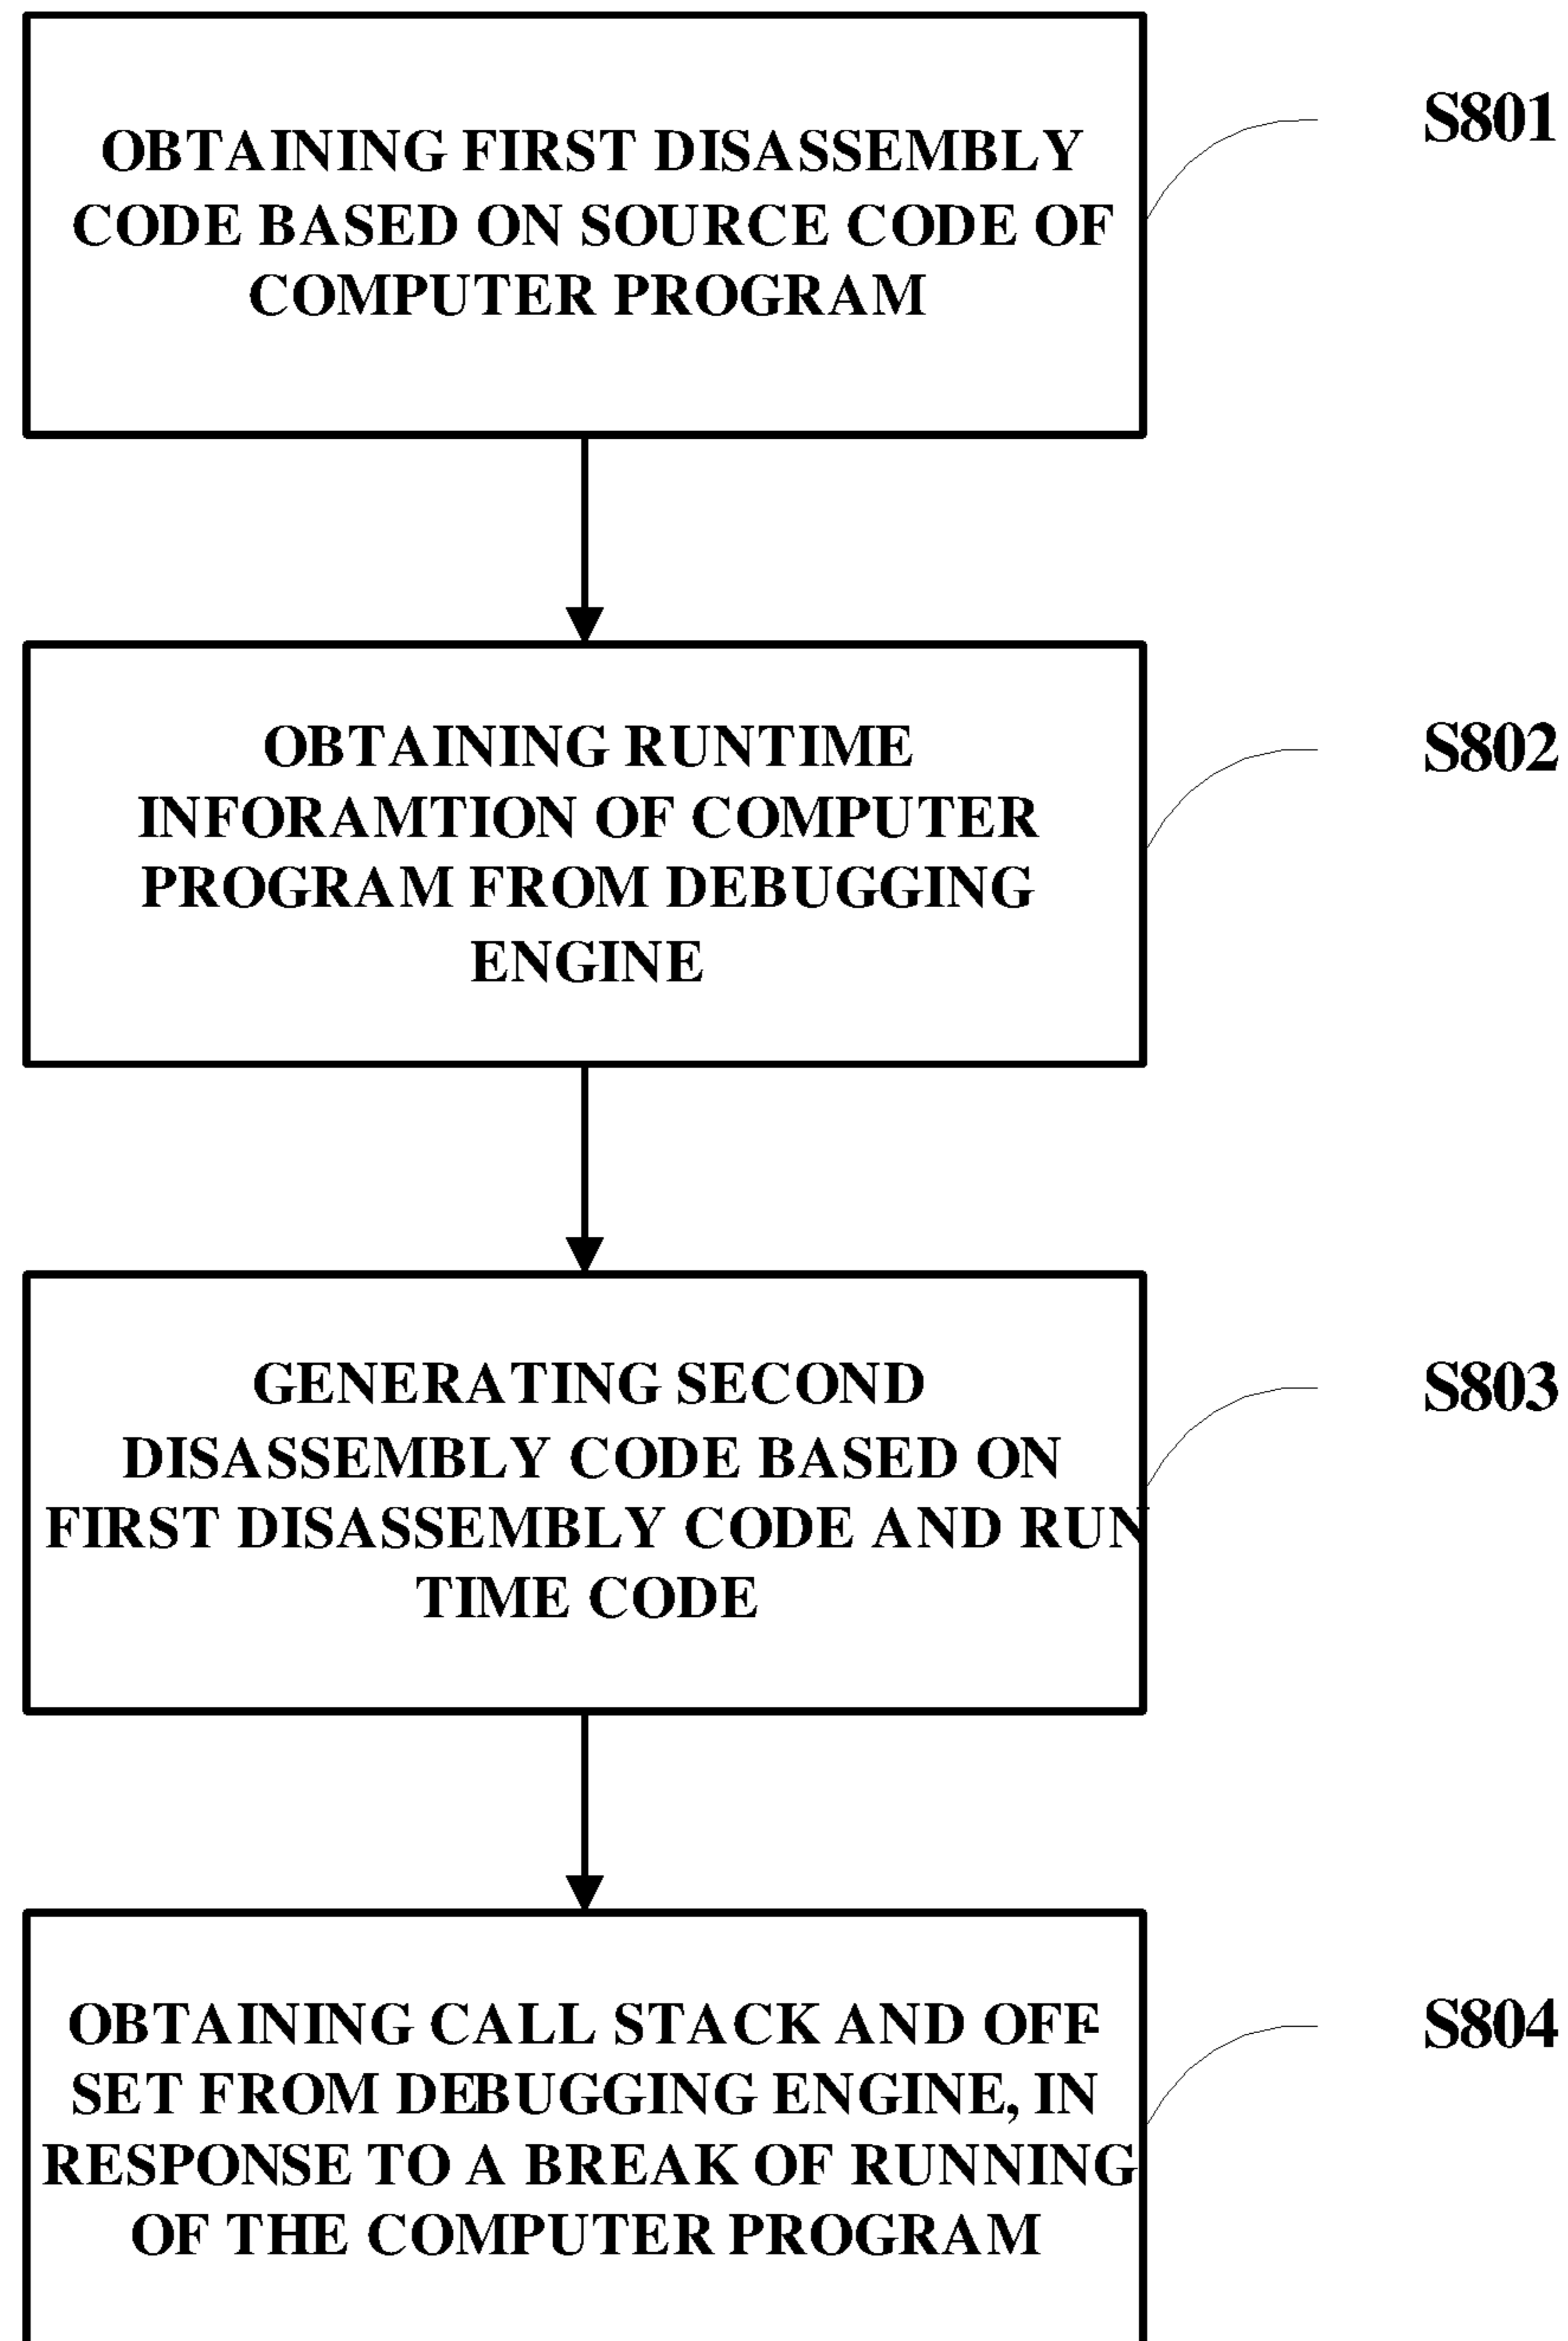 OBTAINING FIRST DISASSEMBLY
CODE BASED ON SOURCE CODE OF
COMPUTER PROGRAM
S801
OBTAINING RUNTIME
INFORAMTION OF COMPUTER
PROGRAM FROM DEBUGGING
ENGINE
S802
GENERATING SECOND
DISASSEMBLY CODE BASED ON
FIRST DISASSEMBLY CODE AND RUN
TIME CODE
S803
OBTAINING CALL STACK AND OFF-
SET FROM DEBUGGING ENGINE, IN
RESPONSE TO A BREAK OF RUNNING
OF THE COMPUTER PROGRAM
S804